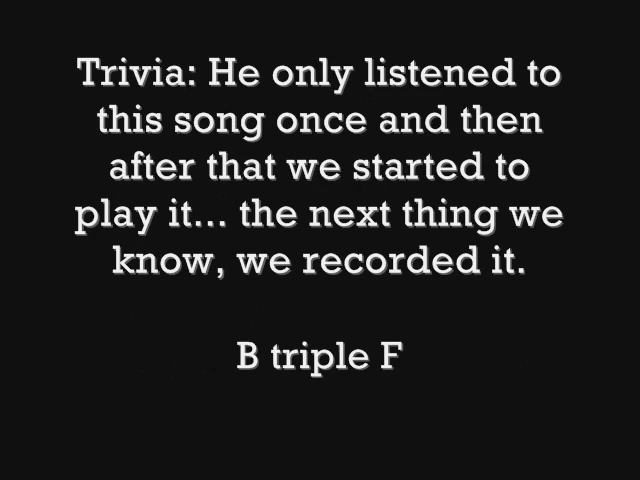 Trivia: He only listened to
this song once and then
after that we started to
play it... the next thing we
know, we recorded it.
B triple F